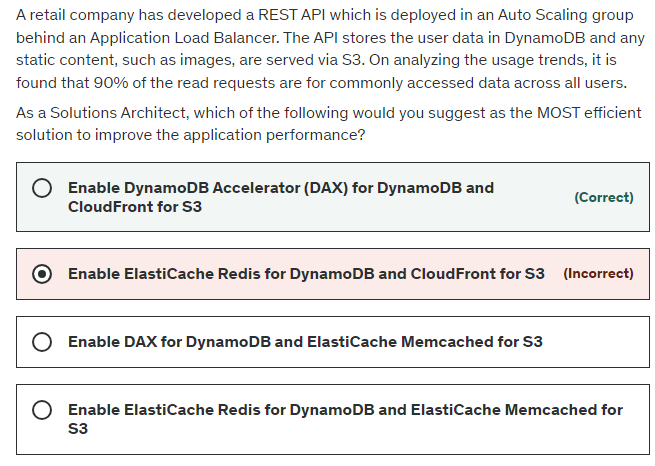 A retail company has developed a REST API which is deployed in an Auto Scaling group
behind an Application Load Balancer. The API stores the user data in DynamoDB and any
static content, such as images, are served via S3. On analyzing the usage trends, it is
found that 90% of the read requests are for commonly accessed data across all users.
As a Solutions Architect, which of the following would you suggest as the MOST efficient
solution to improve the application performance?
Enable DynamoDB Accelerator (DAX) for DynamoDB and
CloudFront for S3
(Correct)
Enable ElastiCache Redis for DynamoDB and CloudFront for S3 (Incorrect)
Enable DAX for DynamoDB and ElastiCache Memcached for S3
Enable ElastiCache Redis for DynamoDB and ElastiCache Memcached for
S3